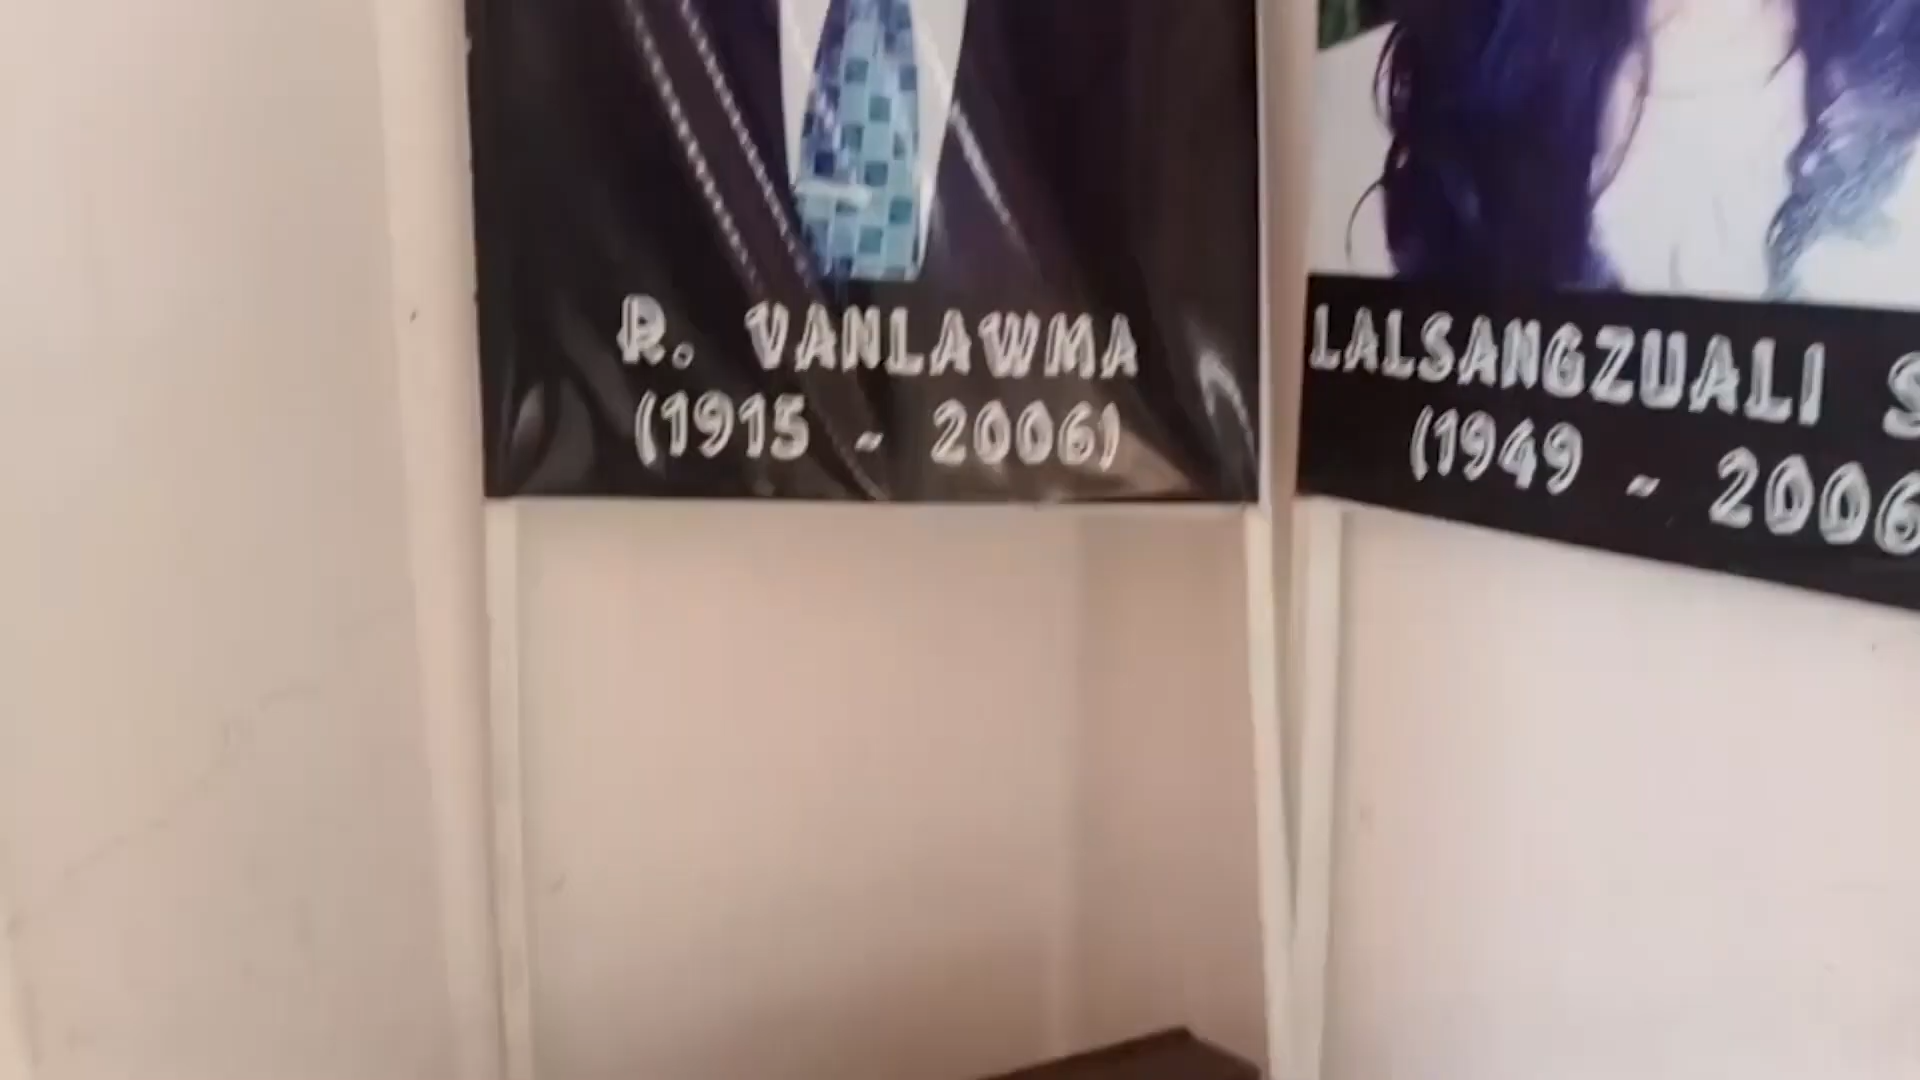 R. VANLAWMA
(1915 - 2006)
LALSANGZUALI S
(1949 - 2006